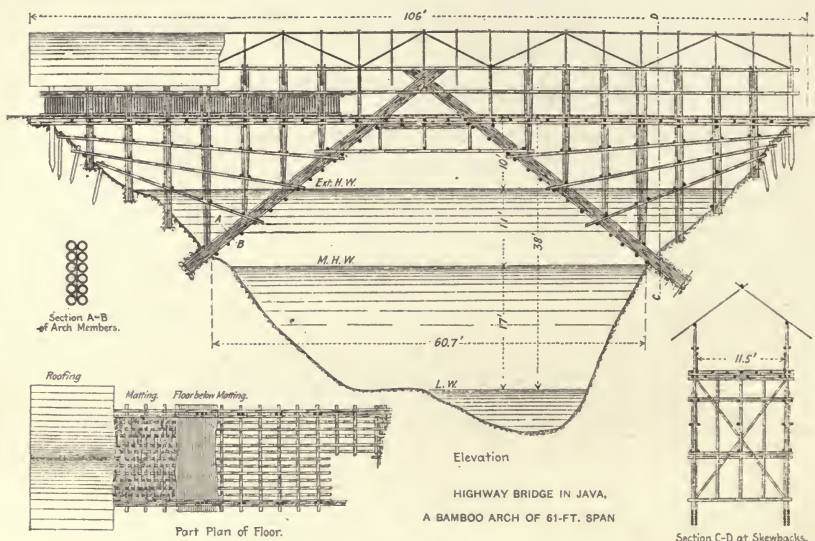 106'
D
Ext. H.W.
10'
11'
38'
A
B
M.H.W.
C
17'
Section A-B
of Arch Members.
60.7'
11.5'
L.W.
Roofing
Matting.
Floor below Matting.
Elevation
HIGHWAY BRIDGE IN JAVA,
A BAMBOO ARCH OF 61-FT. SPAN
Part Plan of Floor.
Section C-D at Skewbacks.